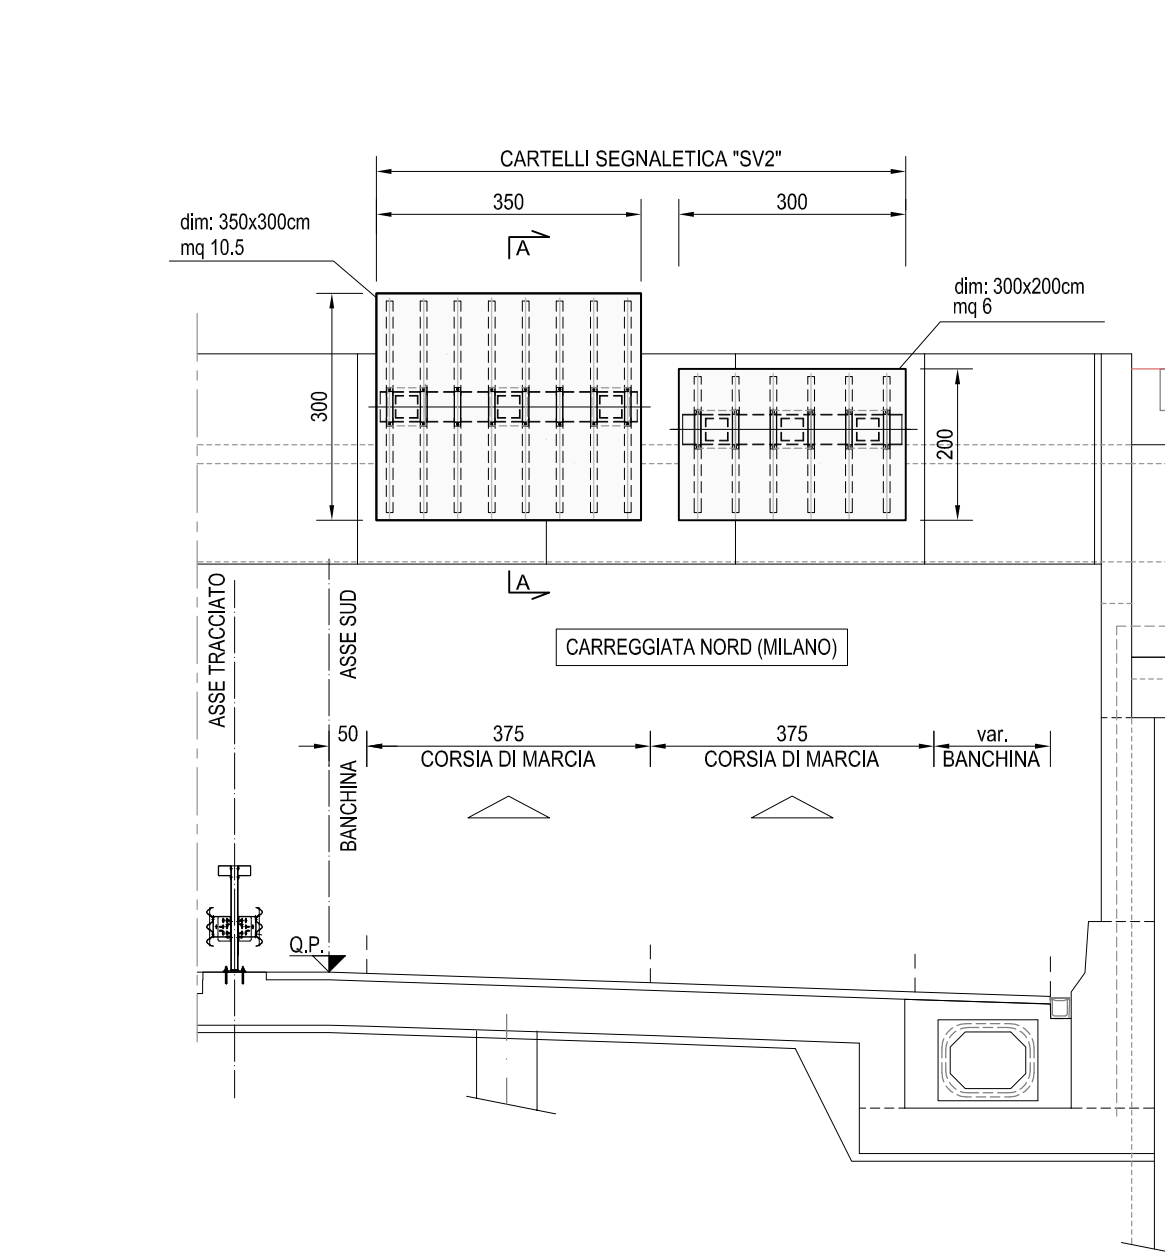 CARTELLI SEGNALETICA "SV2"
350
300
dim: 350x300cm
mq 10.5
A
dim: 300x200cm
mq 6
300
200
A
ASSE TRACCIATO
ASSE SUD
CARREGGIATA NORD (MILANO)
50
375
375
var.
BANCHINA
CORSIA DI MARCIA
CORSIA DI MARCIA
BANCHINA
Q.P.